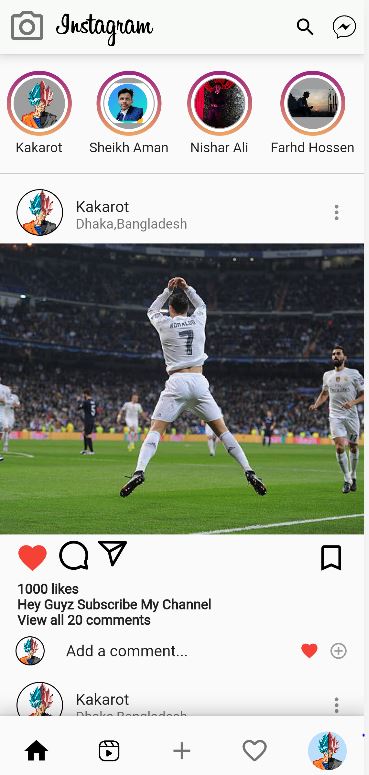 Instagram
Kakarot
Sheikh Aman
Nishar Ali
Farhd Hossen
Kakarot
Dhaka,Bangladesh
RONALDO
7
5
1000 likes
Hey Guyz Subscribe My Channel
View all 20 comments
Add a comment...
Kakarot
Dhaka,Bangladesh